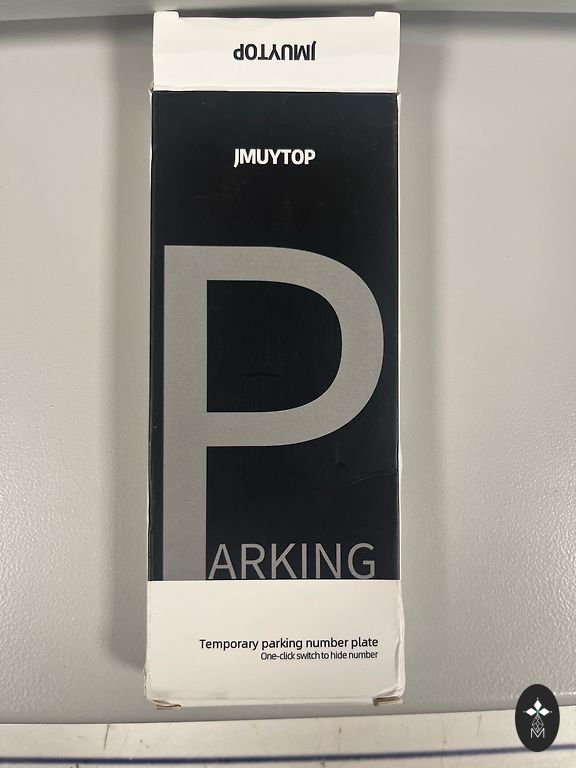 JMUYTOP
JMUYTOP
PARKING
Temporary parking number plate
One-click switch to hide number
M